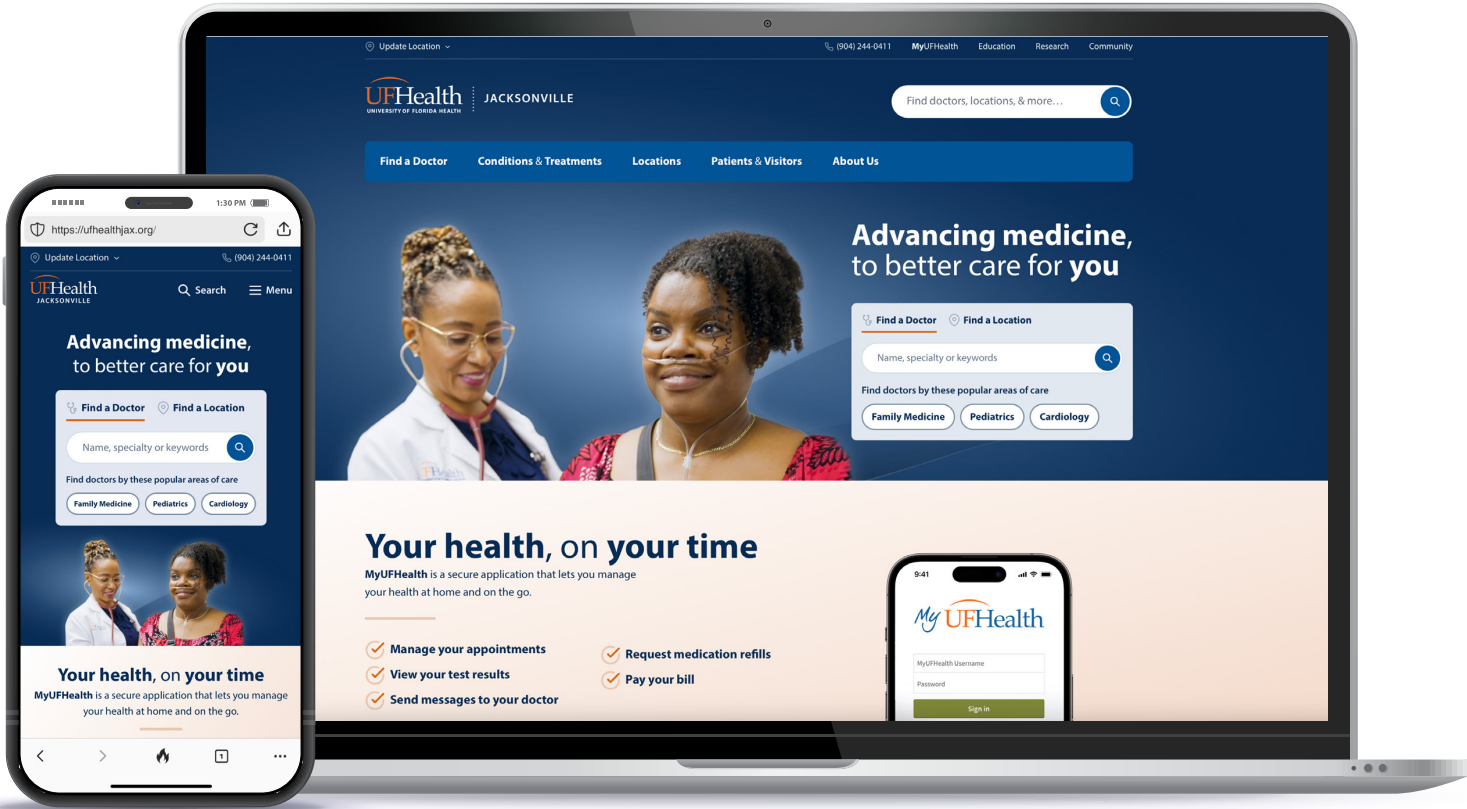 Update Location
(904) 244-0411
MyUFHealth
Education
Research
Community
UFHealth
UNIVERSITY OF FLORIDA HEALTH
JACKSONVILLE
Find doctors, locations, & more…
Find a Doctor
Conditions & Treatments
Locations
Patients & Visitors
About Us
Advancing medicine,
to better care for you
Find a Doctor
Find a Location
Name, specialty or keywords
Find doctors by these popular areas of care
Family Medicine
Pediatrics
Cardiology
UFHealth
Your health, on your time
MyUFHealth is a secure application that lets you manage
your health at home and on the go.
Manage your appointments
View your test results
Send messages to your doctor
Request medication refills
Pay your bill
9:41
My UFHealth
MyUFHealth Username
Password
Sign in
1:30 PM
https://ufhealthjax.org/
Update Location
(904) 244-0411
UFHealth
JACKSONVILLE
Search
Menu
Advancing medicine,
to better care for you
Find a Doctor
Find a Location
Name, specialty or keywords
Find doctors by these popular areas of care
Family Medicine
Pediatrics
Cardiology
Your health, on your time
MyUFHealth is a secure application that lets you manage
your health at home and on the go.
1